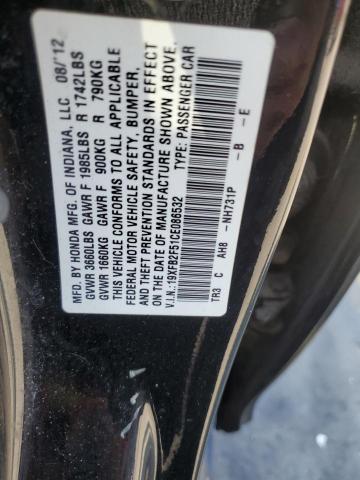 MFD. BY HONDA MFG. OF INDIANA, LLC 08/'12
GVWR 3660LBS GAWR F 1985LBS R 1742LBS
GVWR 1660KG GAWR F 900KG R 790KG
THIS VEHICLE CONFORMS TO ALL APPLICABLE
FEDERAL MOTOR VEHICLE SAFETY, BUMPER,
AND THEFT PREVENTION STANDARDS IN EFFECT
ON THE DATE OF MANUFACTURE SHOWN ABOVE.
V.I.N.:19XFB2F51CE086532 TYPE: PASSENGER CAR
TR3 C AH8 -NH731P -B -E